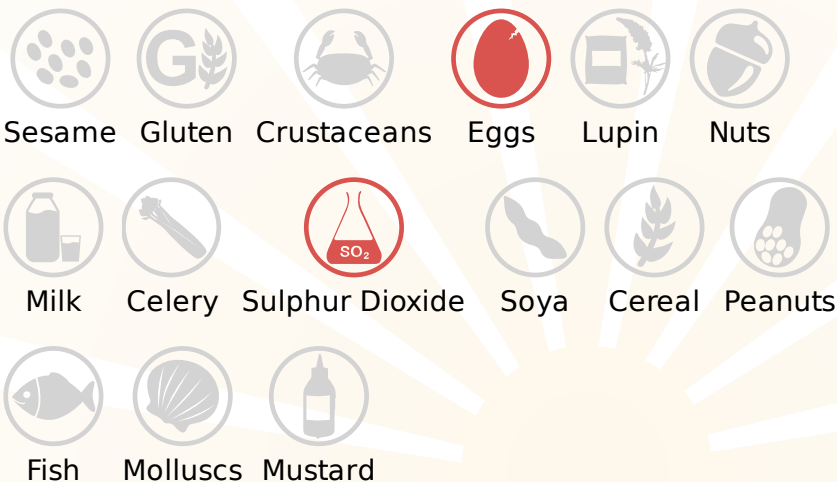 G
Sesame Gluten Crustaceans Eggs Lupin Nuts
SO₂
Milk Celery Sulphur Dioxide Soya Cereal Peanuts
Fish Molluscs Mustard